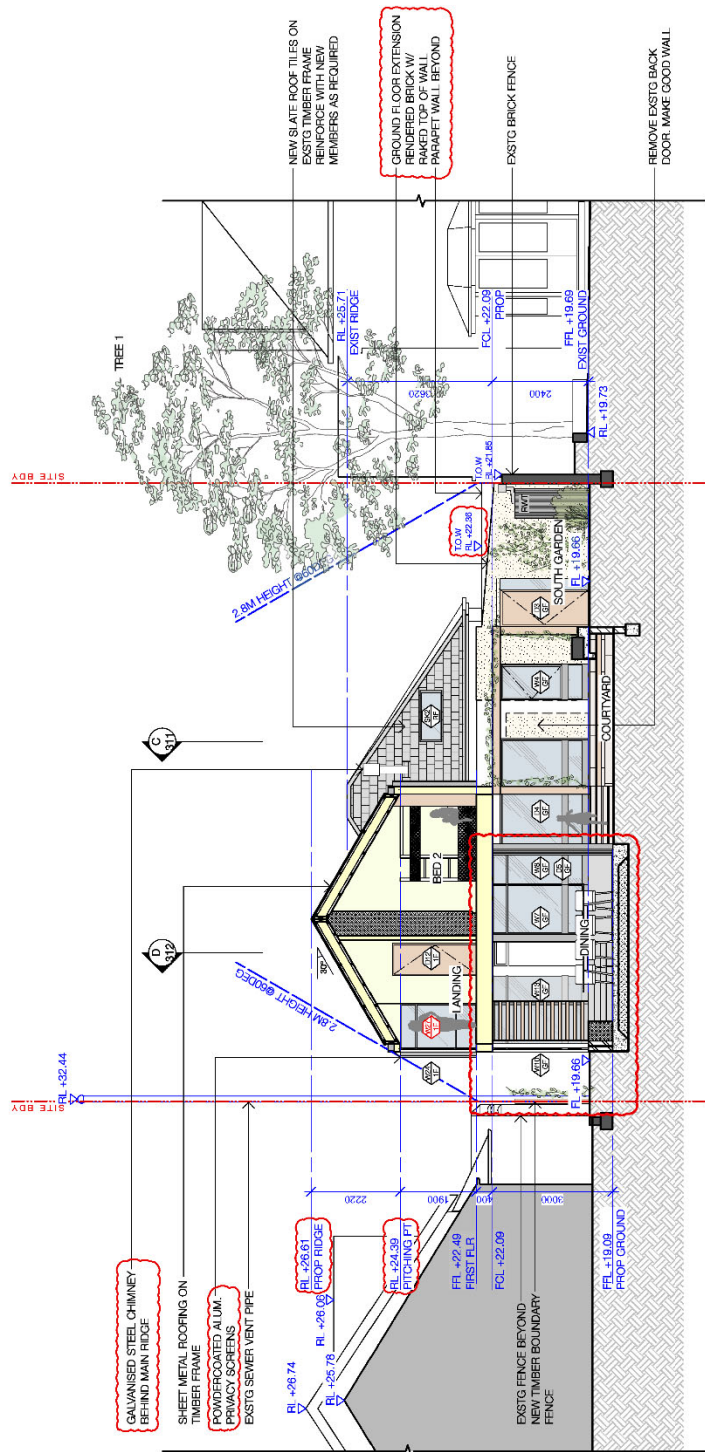 GALVANISED STEEL CHIMNEY
BEHIND MAIN RIDGE
SHEET METAL ROOFING ON
TIMBER FRAME
POWDERCOATED ALUM.
PRIVACY SCREENS
EXSTG SEWER VENT PIPE
RL +32.44
SITE BDY
D
312
C
311
SITE BDY
TREE 1
NEW SLATE ROOF TILES ON
EXSTG TIMBER FRAME
REINFORCE WITH NEW
MEMBERS AS REQUIRED
GROUND FLOOR EXTENSION
RENDERED BRICK W/
RAKED TOP OF WALL
PARAPET WALL BEYOND
EXSTG BRICK FENCE
REMOVE EXSTG BACK
DOOR. MAKE GOOD WALL
2.8M HEIGHT @60DEG
2.8M HEIGHT @60DEG
30°
RL +26.74
RL +25.78
RL +26.06
RL +26.61
PROP RIDGE
RL +24.39
PITCHING PT
FFL +22.49
FIRST FLR
FCL +22.09
FFL +19.09
PROP GROUND
2220
1900
400
3000
RL +25.71
EXIST RIDGE
FCL +22.09
PROP
FFL +19.69
EXIST GROUND
3620
2400
RL +19.73
T.O.W
RL +22.36
T.O.W
RL +21.85
LANDING
BED 2
DINING
COURTYARD
SOUTH GARDEN
RWT
FL +19.66
FL +19.66
EXSTG FENCE BEYOND
NEW TIMBER BOUNDARY
FENCE